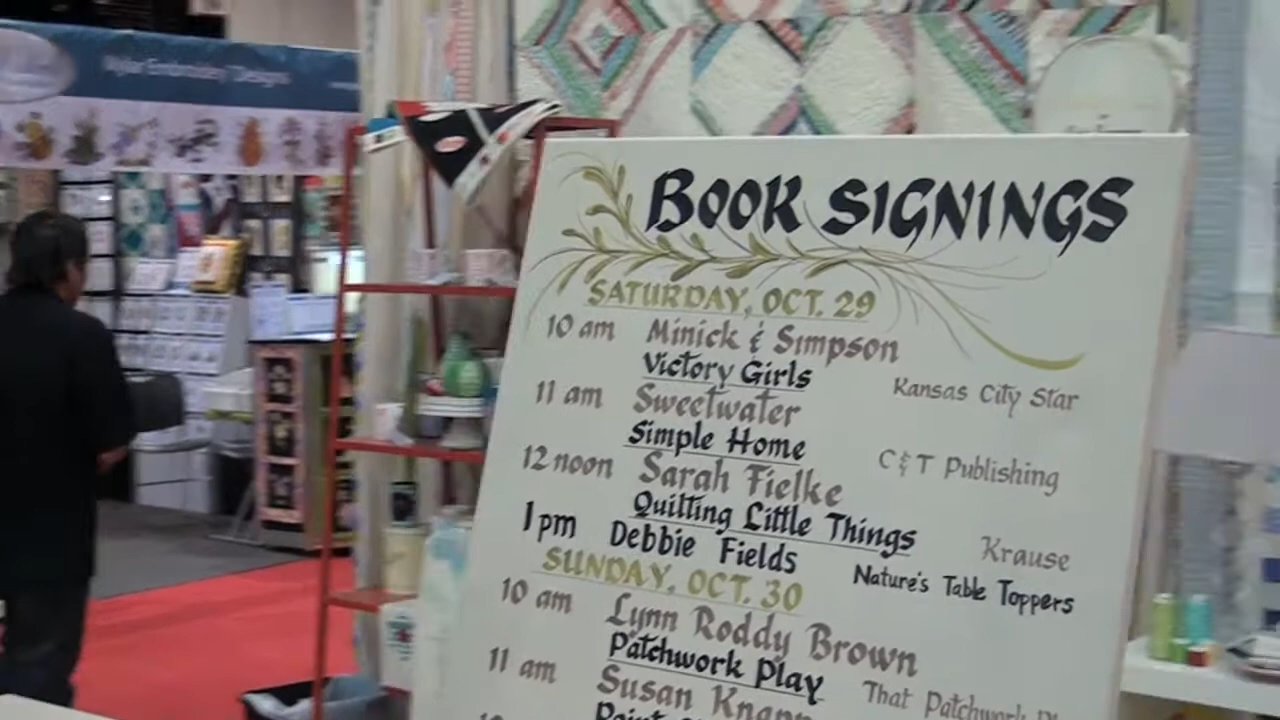 Embroidery Designs
BOOK SIGNINGS
SATURDAY, OCT. 29
10 am Minick & Simpson
Victory Girls Kansas City Star
11 am Sweetwater
Simple Home C & T Publishing
12 noon Sarah Fielke
Quilting Little Things Krause
1 pm Debbie Fields Nature's Table Toppers
SUNDAY, OCT. 30
10 am Lynn Roddy Brown
Patchwork Play That Patchwork
11 am Susan